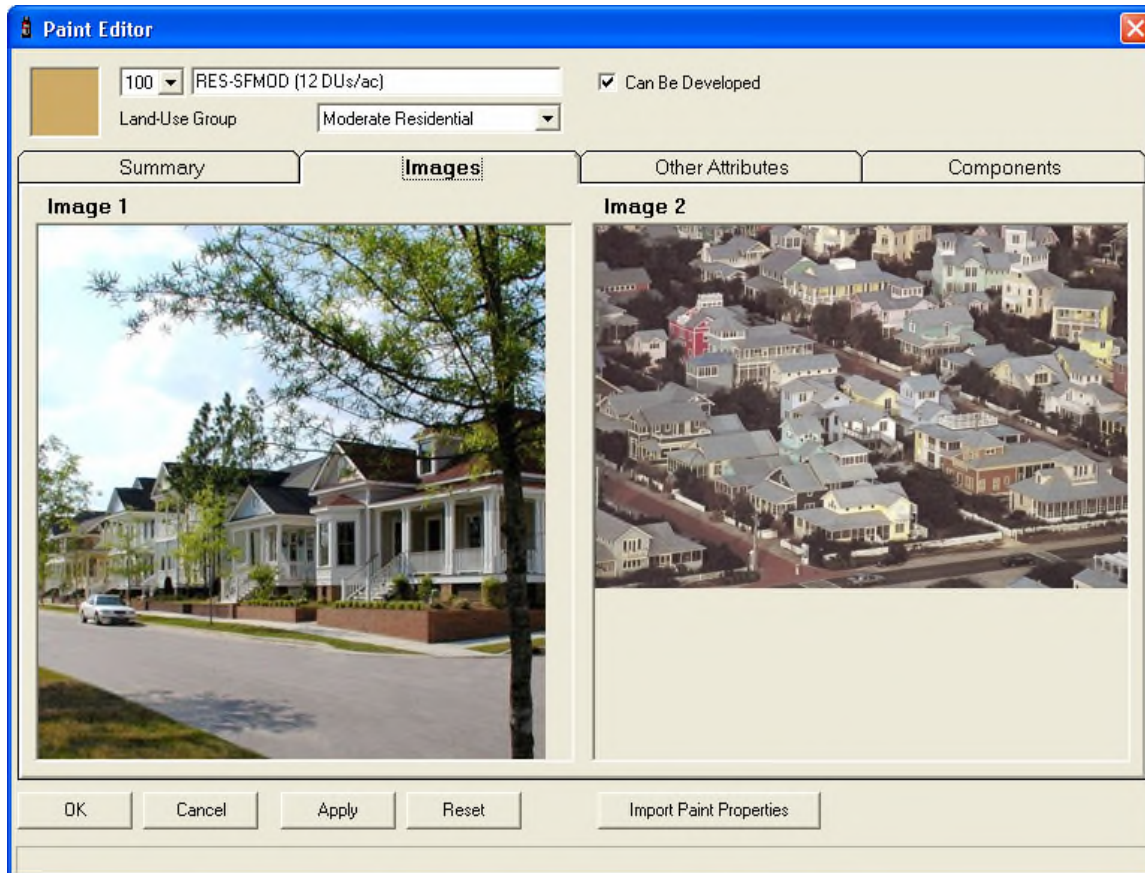 Paint Editor
100 RES-SFMOD (12 DUs/ac) Can Be Developed
Land-Use Group Moderate Residential
Summary Images Other Attributes Components
Image 1 Image 2
OK Cancel Apply Reset Import Paint Properties